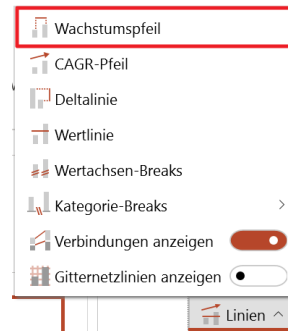 Wachstumspfeil
CAGR-Pfeil
Deltalinie
Wertlinie
Wertachsen-Breaks
Kategorie-Breaks
Verbindungen anzeigen
Gitternetzlinien anzeigen
Linien